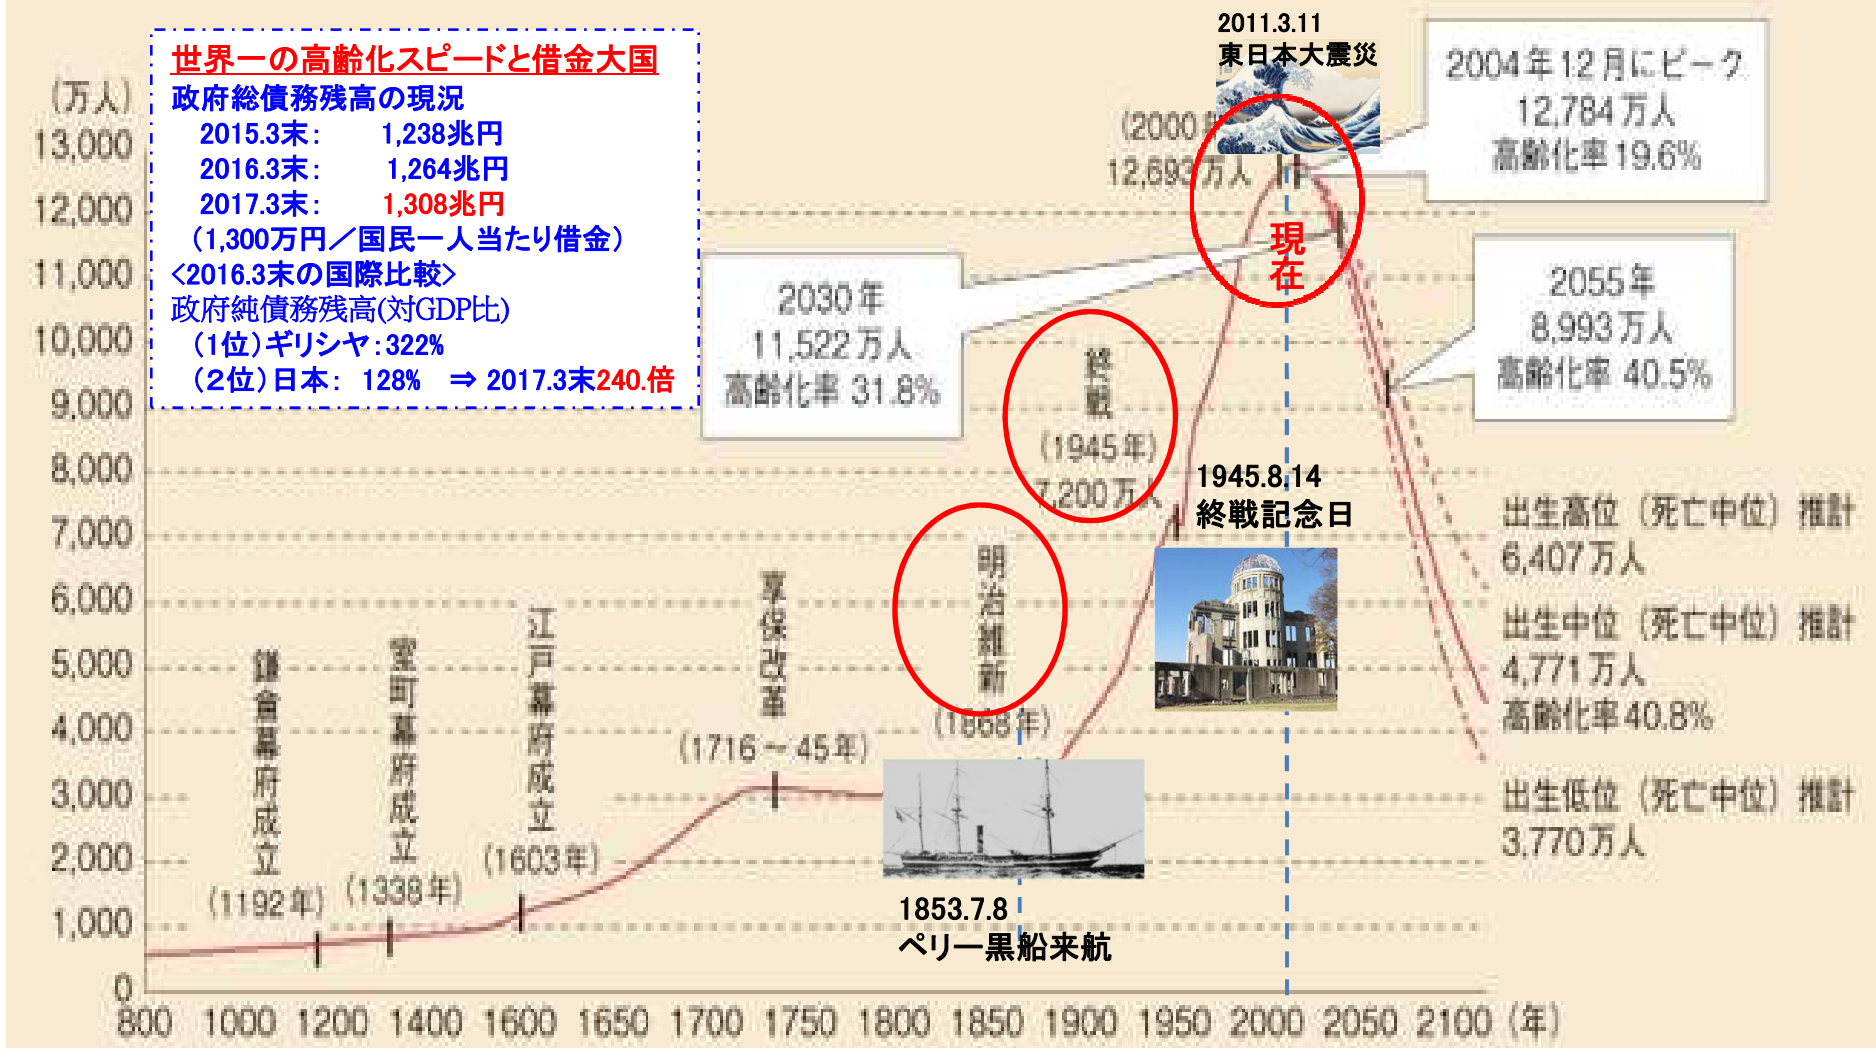 世界一の高齢化スピードと借金大国
政府総債務残高の現況
2015.3末： 1,238兆円
2016.3末： 1,264兆円
2017.3末： 1,308兆円
（1,300万円／国民一人当たり借金）
<2016.3末の国際比較>
政府純債務残高(対GDP比)
（1位）ギリシヤ：322%
（２位）日本： 128% ⇒ 2017.3末240.倍
2011.3.11
東日本大震災
2004年12月にピーク
12,784万人
高齢化率 19.6%
(2000
12,693万人
現在
2030年
11,522万人
高齢化率 31.8%
2055年
8,993万人
高齢化率 40.5%
終戦
(1945年)
7,200万人
1945.8.14
終戦記念日
明治維新
(1868年)
享保改革
(1716～45年)
江戸幕府成立
(1603年)
室町幕府成立
(1338年)
鎌倉幕府成立
(1192年)
1853.7.8
ペリー黒船来航
出生高位（死亡中位）推計
6,407万人
出生中位（死亡中位）推計
4,771万人
高齢化率40.8%
出生低位（死亡中位）推計
3,770万人
(万人)
13,000
12,000
11,000
10,000
9,000
8,000
7,000
6,000
5,000
4,000
3,000
2,000
1,000
0
800 1000 1200 1400 1600 1650 1700 1750 1800 1850 1900 1950 2000 2050 2100 (年)